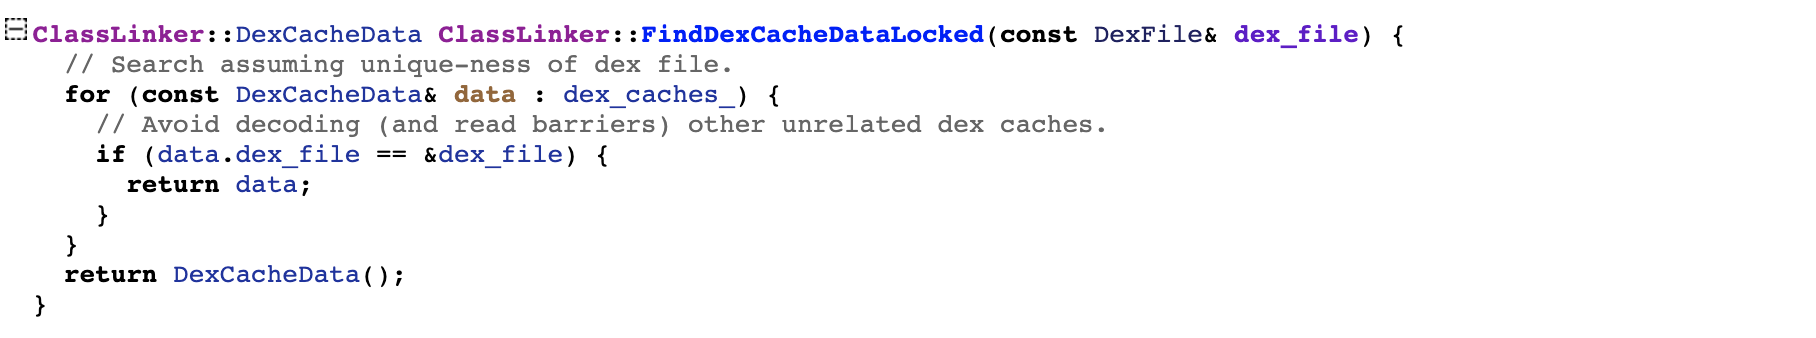 ClassLinker::DexCacheData ClassLinker::FindDexCacheDataLocked(const DexFile& dex_file) {
  // Search assuming unique-ness of dex file.
  for (const DexCacheData& data : dex_caches_) {
    // Avoid decoding (and read barriers) other unrelated dex caches.
    if (data.dex_file == &dex_file) {
      return data;
    }
  }
  return DexCacheData();
}